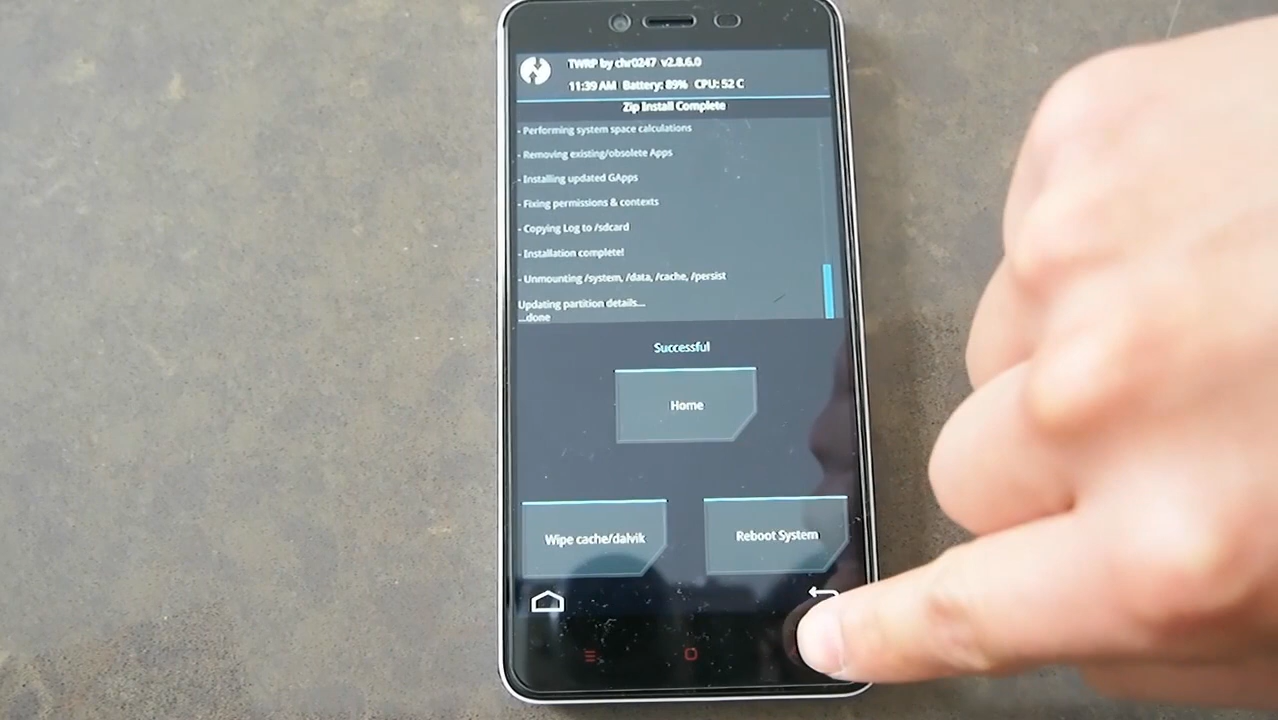 TWRP by chr0247 v2.8.6.0
11:39 AM Battery: 89% CPU: 52 C
Zip Install Complete
- Performing system space calculations
- Removing existing/obsolete Apps
- Installing updated GApps
- Fixing permissions & contexts
- Copying Log to /sdcard
- Installation complete!
- Unmounting /system, /data, /cache, /persist
Updating partition details...
...done
Successful
Home
Wipe cache/dalvik
Reboot System